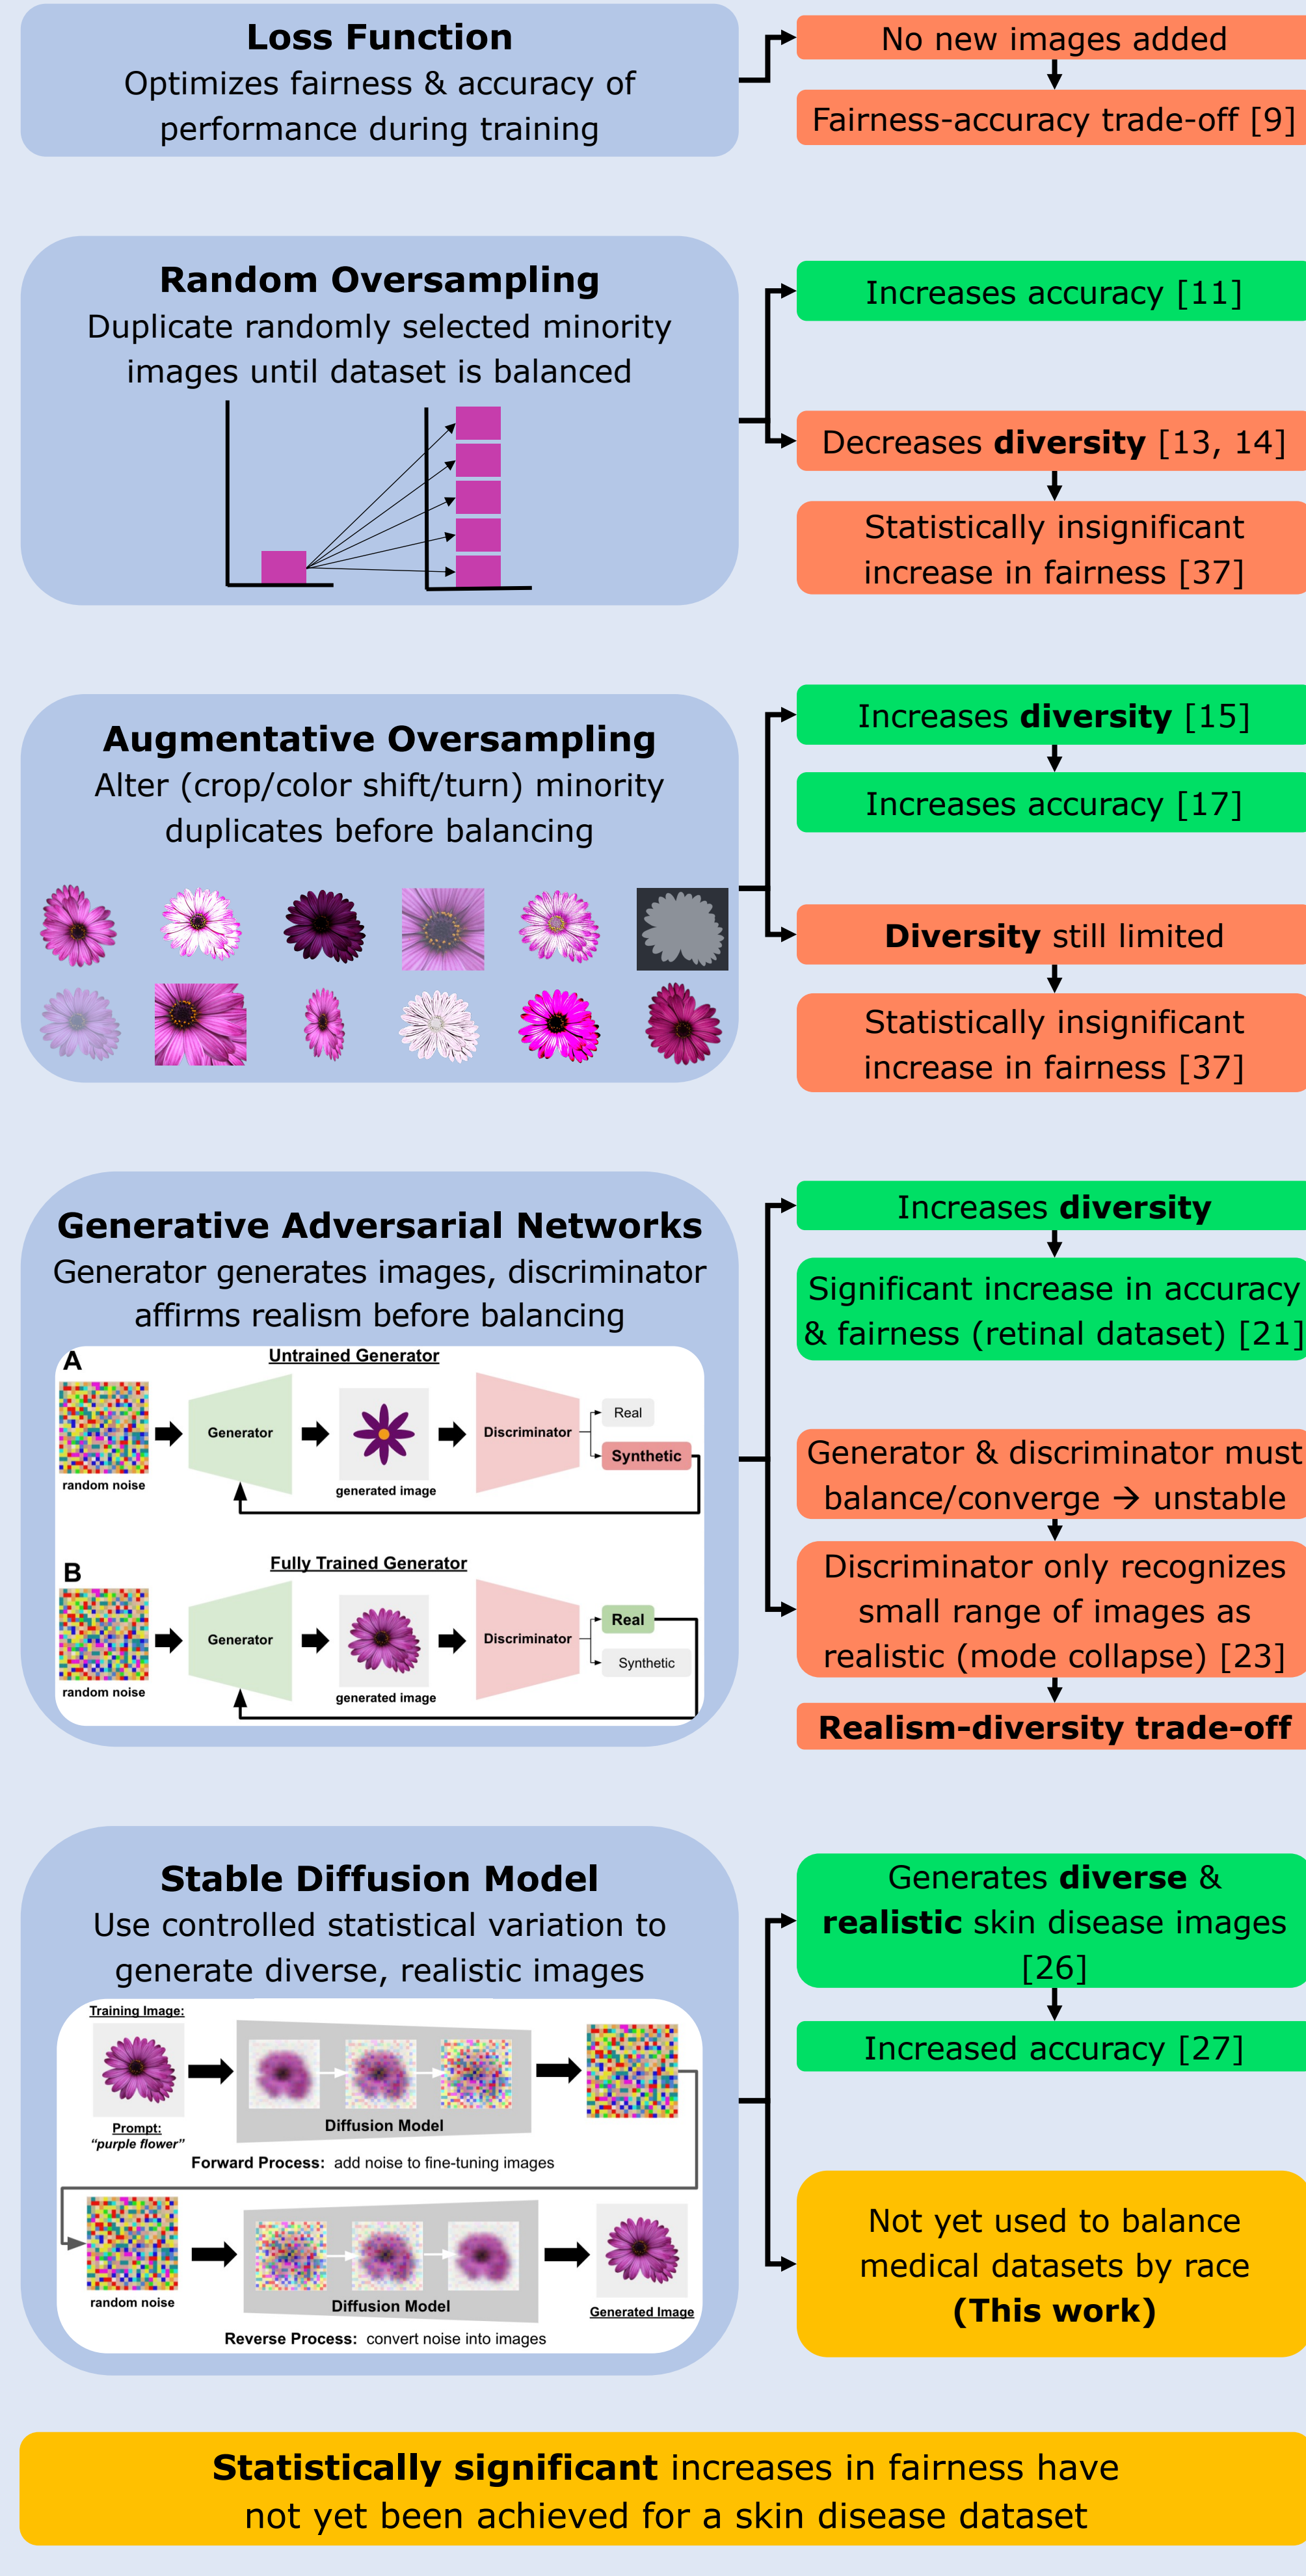 Loss Function
Optimizes fairness & accuracy of
performance during training
No new images added
Fairness-accuracy trade-off [9]
Random Oversampling
Duplicate randomly selected minority
images until dataset is balanced
Increases accuracy [11]
Decreases diversity [13, 14]
Statistically insignificant
increase in fairness [37]
Augmentative Oversampling
Alter (crop/color shift/turn) minority
duplicates before balancing
Increases diversity [15]
Increases accuracy [17]
Diversity still limited
Statistically insignificant
increase in fairness [37]
Generative Adversarial Networks
Generator generates images, discriminator
affirms realism before balancing
A
Untrained Generator
random noise
Generator
generated image
Discriminator
Real
Synthetic
B
Fully Trained Generator
random noise
Generator
generated image
Discriminator
Real
Synthetic
Increases diversity
Significant increase in accuracy
& fairness (retinal dataset) [21]
Generator & discriminator must
balance/converge → unstable
Discriminator only recognizes
small range of images as
realistic (mode collapse) [23]
Realism-diversity trade-off
Stable Diffusion Model
Use controlled statistical variation to
generate diverse, realistic images
Training Image:
Prompt:
“purple flower”
Diffusion Model
Forward Process: add noise to fine-tuning images
random noise
Diffusion Model
Generated Image
Reverse Process: convert noise into images
Generates diverse &
realistic skin disease images
[26]
Increased accuracy [27]
Not yet used to balance
medical datasets by race
(This work)
Statistically significant increases in fairness have
not yet been achieved for a skin disease dataset